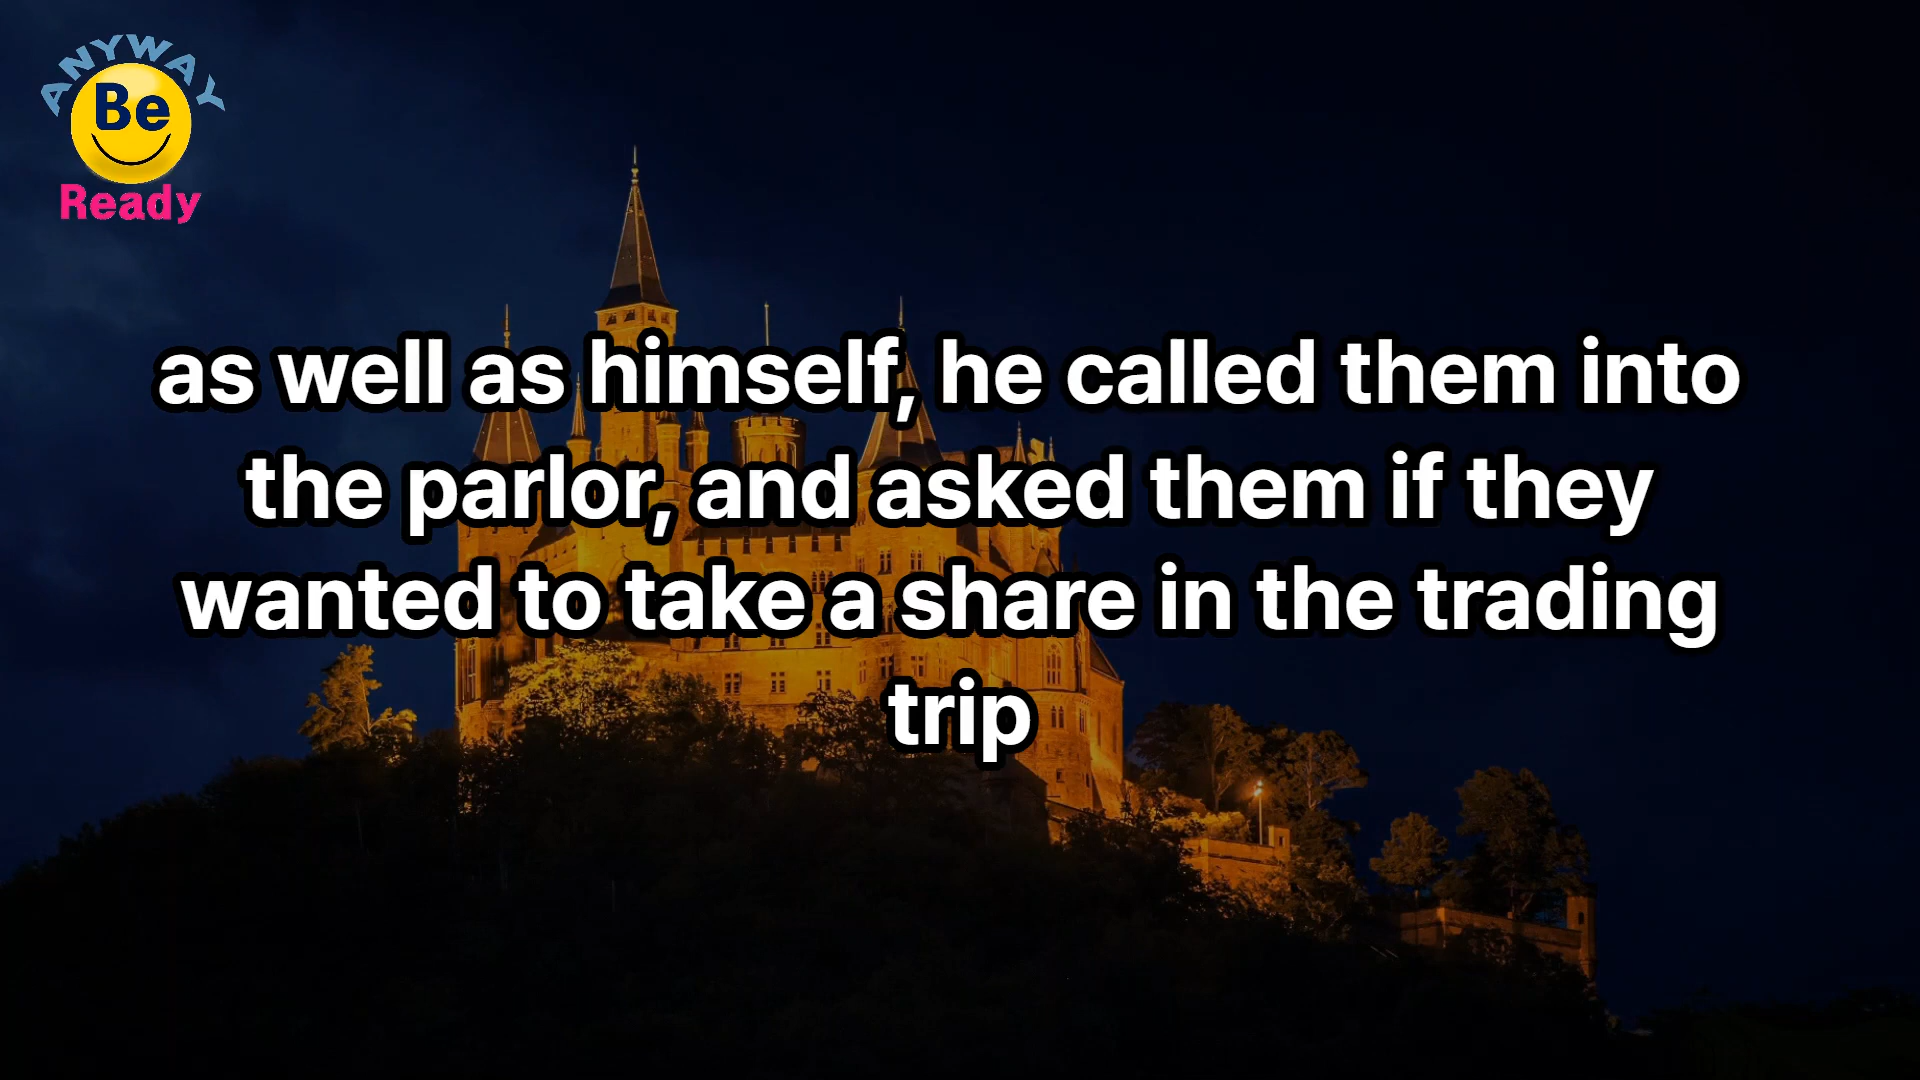 ANYWAY
Be
Ready
as well as himself, he called them into
the parlor, and asked them if they
wanted to take a share in the trading
trip